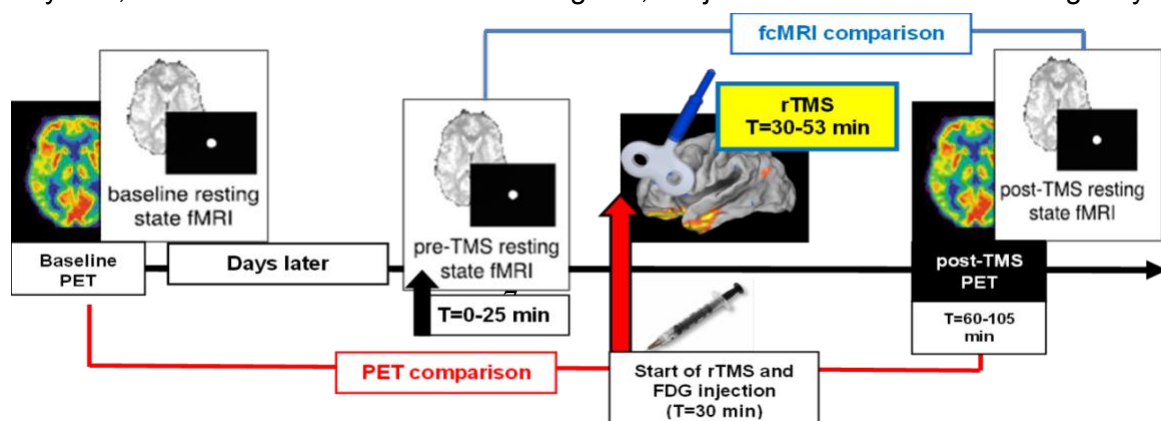 fcMRI comparison
rTMS
T=30-53 min
baseline resting
state fMRI
pre-TMS resting
state fMRI
post-TMS resting
state fMRI
Baseline
PET
Days later
T=0-25 min
post-TMS
PET
T=60-105
min
PET comparison
Start of rTMS and
FDG injection
(T=30 min)